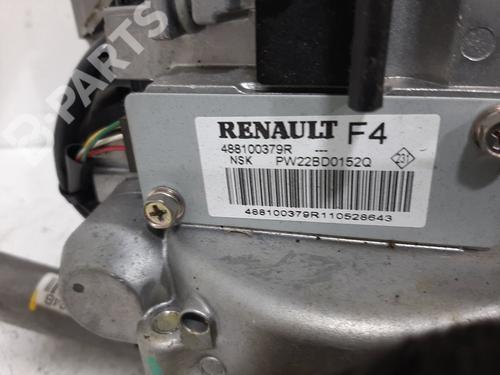 RENAULT F4
488100379R ---
NSK PW22BD0152Q 231
488100379R110528643
B-PARTS